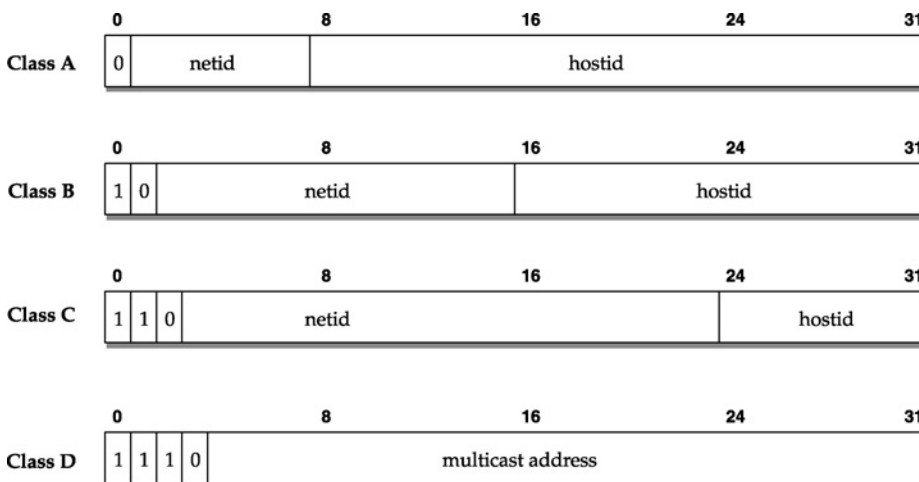 0 8 16 24 31
Class A 0 netid hostid
0 8 16 24 31
Class B 1 0 netid hostid
0 8 16 24 31
Class C 1 1 0 netid hostid
0 8 16 24 31
Class D 1 1 1 0 multicast address